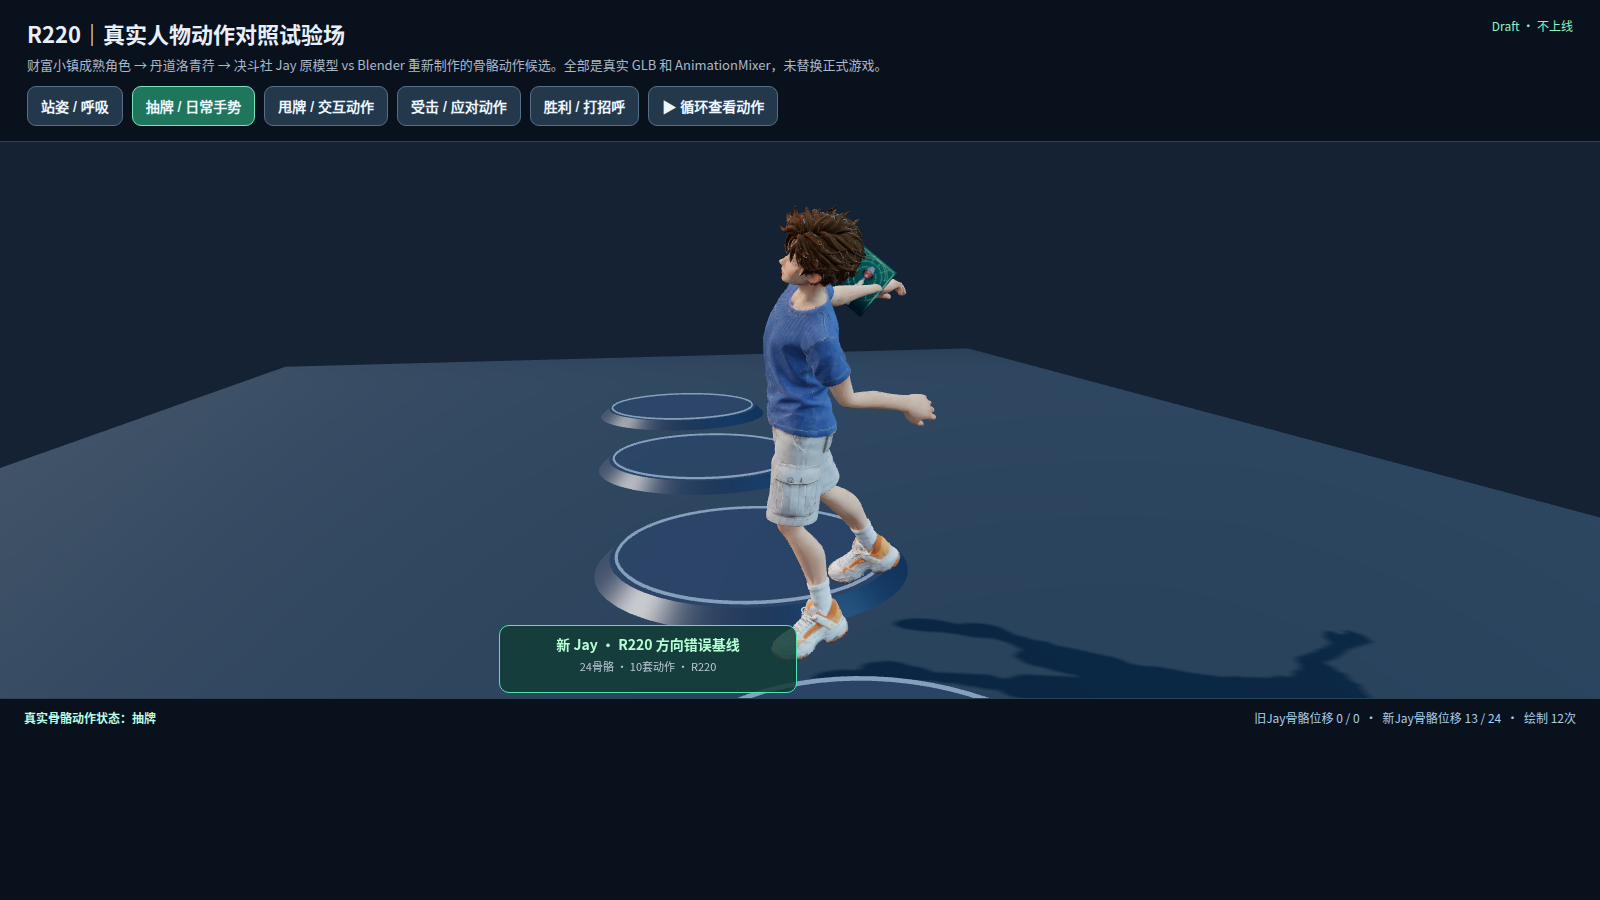 R220｜真实人物动作对照试验场
Draft · 不上线
财富小镇成熟角色 → 丹道洛青荇 → 决斗社 Jay 原模型 vs Blender 重新制作的骨骼动作候选。全部是真实 GLB 和 AnimationMixer，未替换正式游戏。
站姿 / 呼吸
抽牌 / 日常手势
甩牌 / 交互动作
受击 / 应对动作
胜利 / 打招呼
▶ 循环查看动作
新 Jay · R220 方向错误基线
24骨骼 · 10套动作 · R220
真实骨骼动作状态：抽牌
旧Jay骨骼位移 0 / 0 · 新Jay骨骼位移 13 / 24 · 绘制 12次